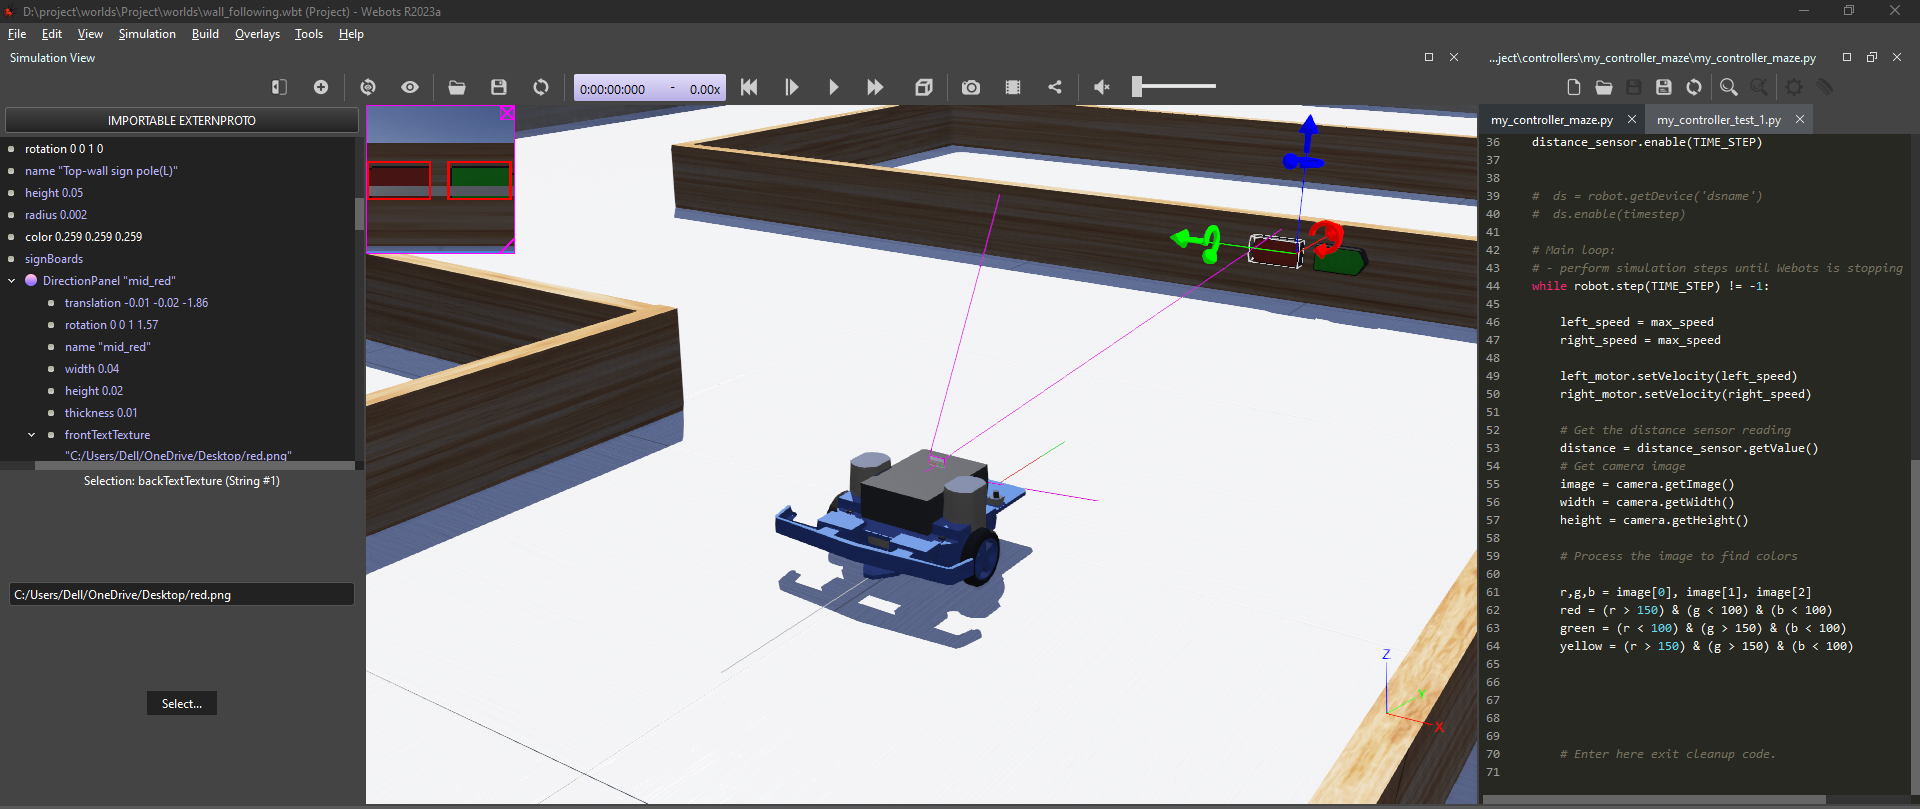 D:\project\worlds\Project\worlds\wall_following.wbt (Project) - Webots R2023a
File Edit View Simulation Build Overlays Tools Help
Simulation View
0:00:00:000 - 0.00x
IMPORTABLE EXTERNPROTO
rotation 0 0 1 0
name "Top-wall sign pole(L)"
height 0.05
radius 0.002
color 0.259 0.259 0.259
signBoards
DirectionPanel "mid_red"
translation -0.01 -0.02 -1.86
rotation 0 0 1 1.57
name "mid_red"
width 0.04
height 0.02
thickness 0.01
frontTextTexture
"C:/Users/Dell/OneDrive/Desktop/red.png"
Selection: backTextTexture (String #1)
C:/Users/Dell/OneDrive/Desktop/red.png
Select...
Z
Y
X
...ject\controllers\my_controller_maze\my_controller_maze.py
my_controller_maze.py my_controller_test_1.py
36 distance_sensor.enable(TIME_STEP)
37
38
39 # ds = robot.getDevice('dsname')
40 # ds.enable(timestep)
41
42 # Main loop:
43 # - perform simulation steps until Webots is stopping
44 while robot.step(TIME_STEP) != -1:
45
46 left_speed = max_speed
47 right_speed = max_speed
48
49 left_motor.setVelocity(left_speed)
50 right_motor.setVelocity(right_speed)
51
52 # Get the distance sensor reading
53 distance = distance_sensor.getValue()
54 # Get camera image
55 image = camera.getImage()
56 width = camera.getWidth()
57 height = camera.getHeight()
58
59 # Process the image to find colors
60
61 r,g,b = image[0], image[1], image[2]
62 red = (r > 150) & (g < 100) & (b < 100)
63 green = (r < 100) & (g > 150) & (b < 100)
64 yellow = (r > 150) & (g > 150) & (b < 100)
65
66
67
68
69
70 # Enter here exit cleanup code.
71